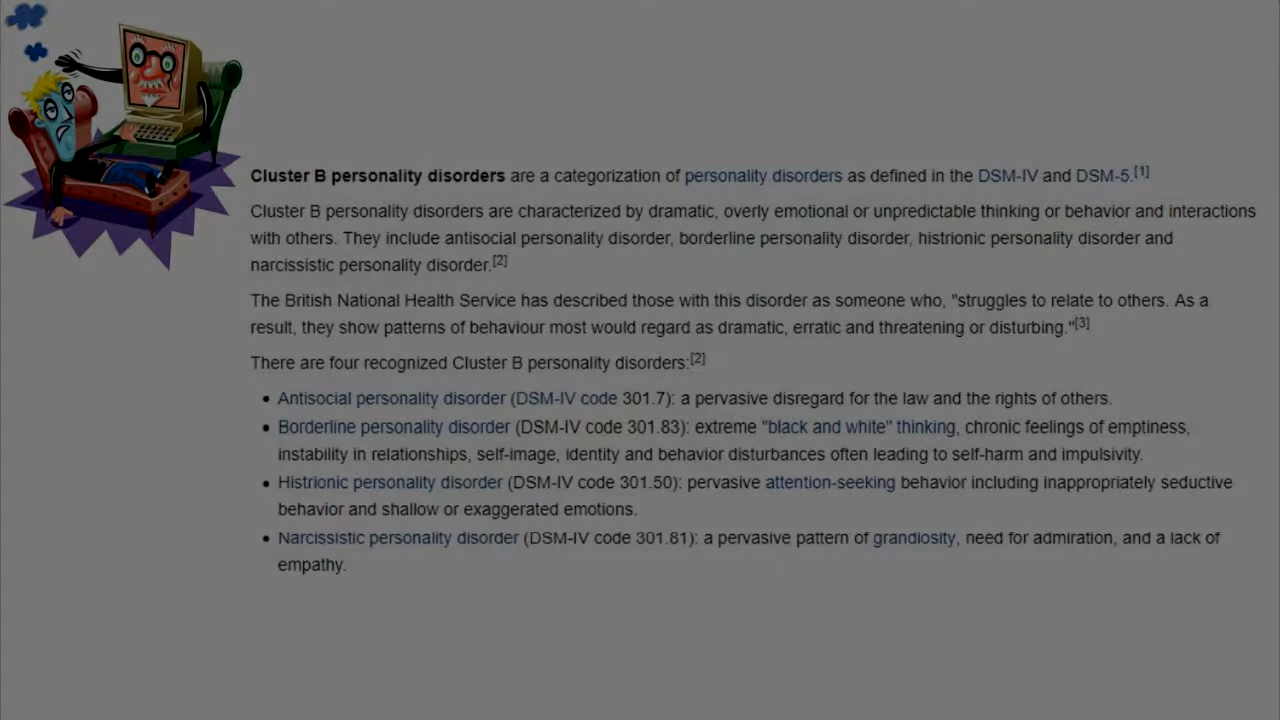 Cluster B personality disorders are a categorization of personality disorders as defined in the DSM-IV and DSM-5.[1]
Cluster B personality disorders are characterized by dramatic, overly emotional or unpredictable thinking or behavior and interactions
with others. They include antisocial personality disorder, borderline personality disorder, histrionic personality disorder and
narcissistic personality disorder.[2]
The British National Health Service has described those with this disorder as someone who, "struggles to relate to others. As a
result, they show patterns of behaviour most would regard as dramatic, erratic and threatening or disturbing."[3]
There are four recognized Cluster B personality disorders:[2]
• Antisocial personality disorder (DSM-IV code 301.7): a pervasive disregard for the law and the rights of others.
• Borderline personality disorder (DSM-IV code 301.83): extreme "black and white" thinking, chronic feelings of emptiness,
instability in relationships, self-image, identity and behavior disturbances often leading to self-harm and impulsivity.
• Histrionic personality disorder (DSM-IV code 301.50): pervasive attention-seeking behavior including inappropriately seductive
behavior and shallow or exaggerated emotions.
• Narcissistic personality disorder (DSM-IV code 301.81): a pervasive pattern of grandiosity, need for admiration, and a lack of
empathy.